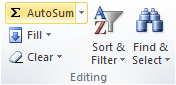 Σ AutoSum
Fill
Clear
Sort & Filter
Find & Select
Editing